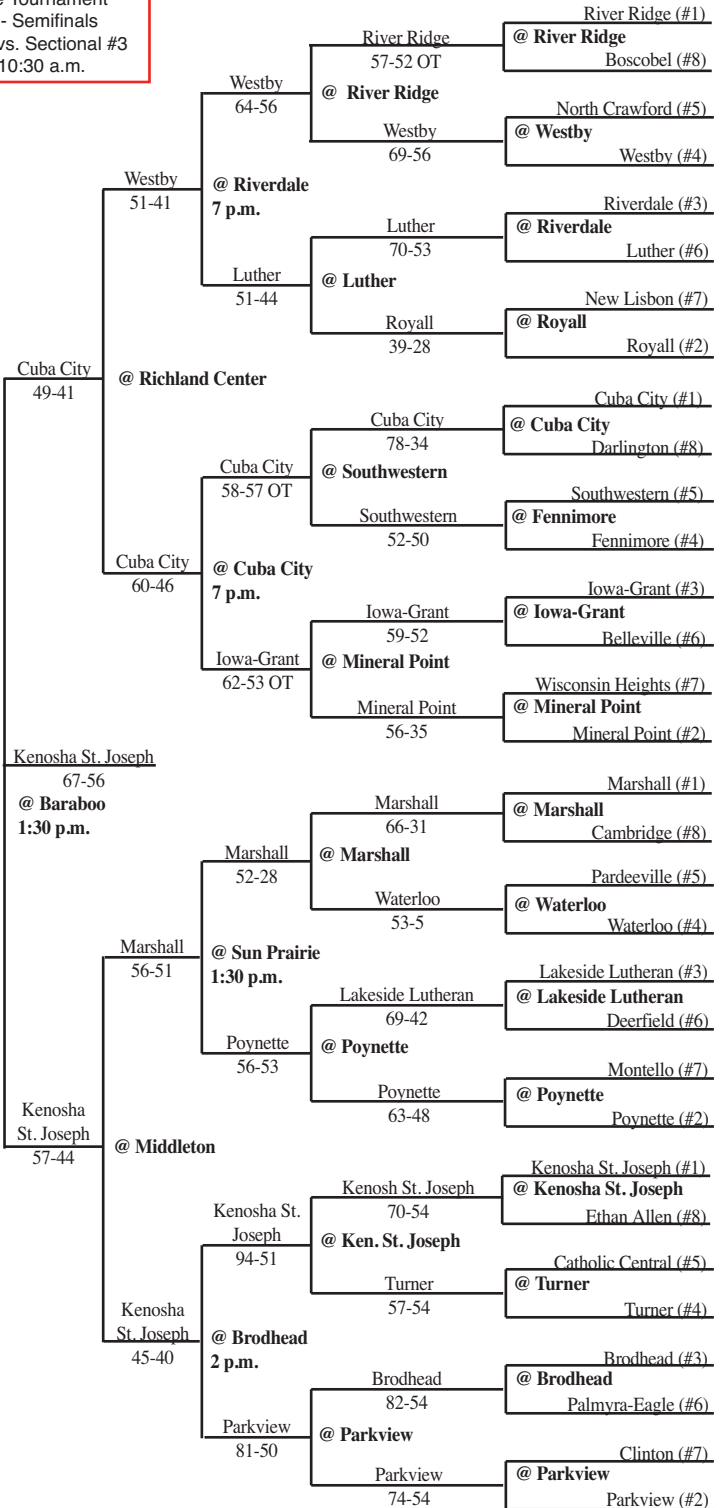 e Tournament
- Semifinals
vs. Sectional #3
10:30 a.m.
River Ridge (#1)
@ River Ridge
Boscobel (#8)
River Ridge
57-52 OT
@ River Ridge
North Crawford (#5)
@ Westby
Westby (#4)
Westby
69-56
Westby
64-56
@ Riverdale
7 p.m.
Riverdale (#3)
@ Riverdale
Luther (#6)
Luther
70-53
@ Luther
New Lisbon (#7)
@ Royall
Royall (#2)
Royall
39-28
Luther
51-44
Westby
51-41
@ Richland Center
Cuba City (#1)
@ Cuba City
Darlington (#8)
Cuba City
78-34
@ Southwestern
Southwestern (#5)
@ Fennimore
Fennimore (#4)
Southwestern
52-50
Cuba City
58-57 OT
@ Cuba City
7 p.m.
Iowa-Grant (#3)
@ Iowa-Grant
Belleville (#6)
Iowa-Grant
59-52
@ Mineral Point
Wisconsin Heights (#7)
@ Mineral Point
Mineral Point (#2)
Mineral Point
56-35
Iowa-Grant
62-53 OT
Cuba City
60-46
Cuba City
49-41
Kenosha St. Joseph
67-56
@ Baraboo
1:30 p.m.
Marshall (#1)
@ Marshall
Cambridge (#8)
Marshall
66-31
@ Marshall
Pardeeville (#5)
@ Waterloo
Waterloo (#4)
Waterloo
53-5
Marshall
52-28
@ Sun Prairie
1:30 p.m.
Lakeside Lutheran (#3)
@ Lakeside Lutheran
Deerfield (#6)
Lakeside Lutheran
69-42
@ Poynette
Montello (#7)
@ Poynette
Poynette (#2)
Poynette
63-48
Poynette
56-53
Marshall
56-51
@ Middleton
Kenosha
St. Joseph
57-44
Kenosha St. Joseph (#1)
@ Kenosha St. Joseph
Ethan Allen (#8)
Kenosh St. Joseph
70-54
@ Ken. St. Joseph
Catholic Central (#5)
@ Turner
Turner (#4)
Turner
57-54
Kenosha St.
Joseph
94-51
@ Brodhead
2 p.m.
Brodhead (#3)
@ Brodhead
Palmyra-Eagle (#6)
Brodhead
82-54
@ Parkview
Clinton (#7)
@ Parkview
Parkview (#2)
Parkview
74-54
Parkview
81-50
Kenosha
St. Joseph
45-40